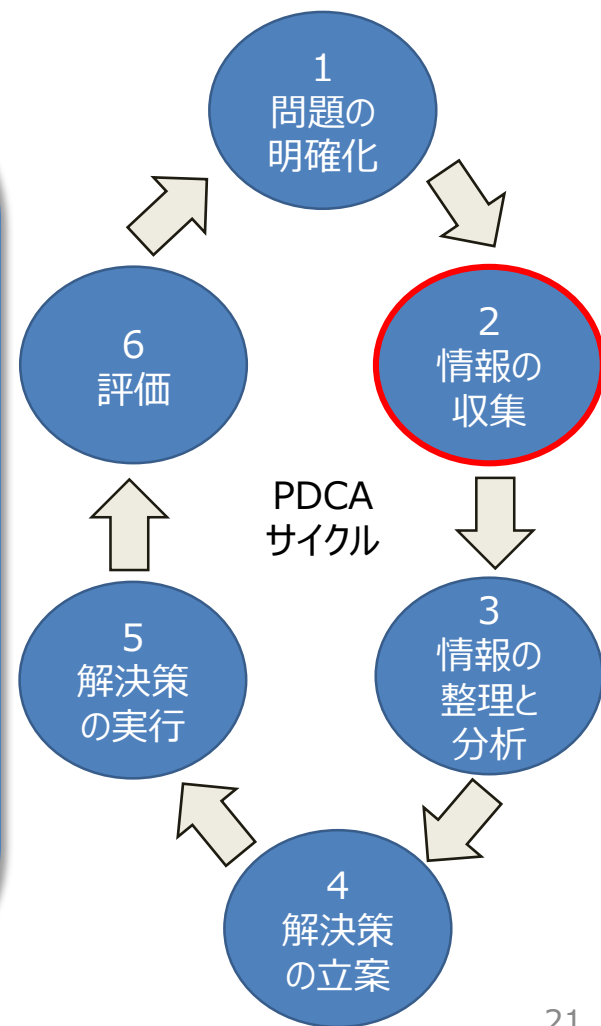 1
問題の
明確化
2
情報の
収集
3
情報の
整理と
分析
4
解決策
の立案
5
解決策
の実行
6
評価
PDCA
サイクル
21